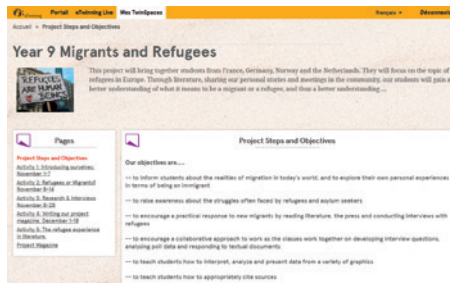 eTwinning Portail eTwinning Live Mes TwinSpaces français Déconnexi
Accueil » Project Steps and Objectives
Year 9 Migrants and Refugees
REFUGEES
ARE HUMAN
BEINGS
This project will bring together students from France, Germany, Norway and the Netherlands. They will focus on the topic of
refugees in Europe. Through literature, sharing our personal stories and meetings in the community, our students will gain a
better understanding of what it means to be a migrant or a refugee, and thus a better understanding ...
Pages
Project Steps and Objectives
Activity 1: Introducing ourselves:
November 1-7
Activity 2: Refugees or Migrants?
November 8-14
Activity 3: Research & Interviews
November 8-28
Activity 4: Writing our project
magazine, December 1-18
Activity 5: The refugee experience
in literature.
Project Magazine
Project Steps and Objectives
Our objectives are....
-- to inform students about the realities of migration in today's world, and to explore their own personal experiences
in terms of being an immigrant
-- to raise awareness about the struggles often faced by refugees and asylum seekers
-- to encourage a practical response to new migrants by reading literature, the press and conducting interviews with
refugees
-- to encourage a collaborative approach to work as the classes work together on developing interview questions,
analysing poll data and responding to textual documents.
-- to teach students how to interpret, analyze and present data from a variety of graphics
-- to teach students how to appropriately cite sources